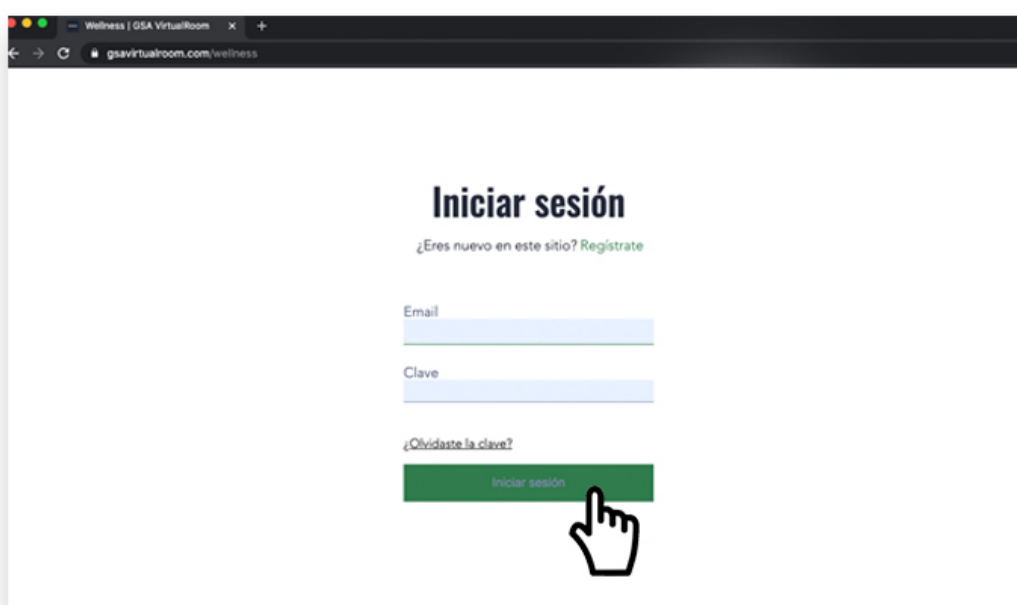 Wellness | GSA VirtualRoom
gsavirtualroom.com/wellness
Iniciar sesión
¿Eres nuevo en este sitio? Regístrate
Email
Clave
¿Olvidaste la clave?
Iniciar sesión